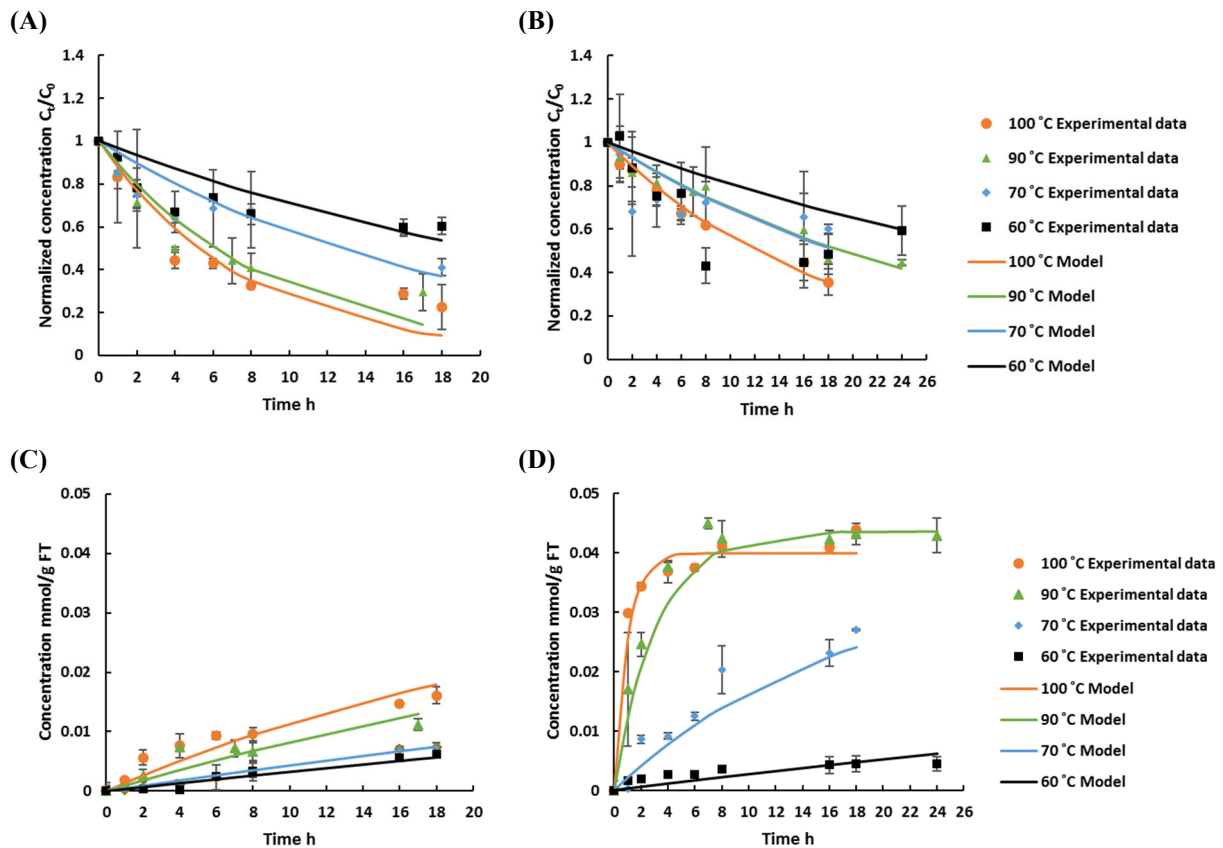 (A)
(B)
Normalized concentration Cₜ/C₀
1.4
1.2
1
0.8
0.6
0.4
0.2
0
0 2 4 6 8 10 12 14 16 18 20
Time h
Normalized concentration Cₜ/C₀
1.4
1.2
1
0.8
0.6
0.4
0.2
0
0 2 4 6 8 10 12 14 16 18 20 22 24 26
Time h
100 ˚C Experimental data
90 ˚C Experimental data
70 ˚C Experimental data
60 ˚C Experimental data
100 ˚C Model
90 ˚C Model
70 ˚C Model
60 ˚C Model
(C)
(D)
Concentration mmol/g FT
0.05
0.04
0.03
0.02
0.01
0
0 2 4 6 8 10 12 14 16 18 20
Time h
Concentration mmol/g FT
0.05
0.04
0.03
0.02
0.01
0
0 2 4 6 8 10 12 14 16 18 20 22 24 26
Time h
100 ˚C Experimental data
90 ˚C Experimental data
70 ˚C Experimental data
60 ˚C Experimental data
100 ˚C Model
90 ˚C Model
70 ˚C Model
60 ˚C Model